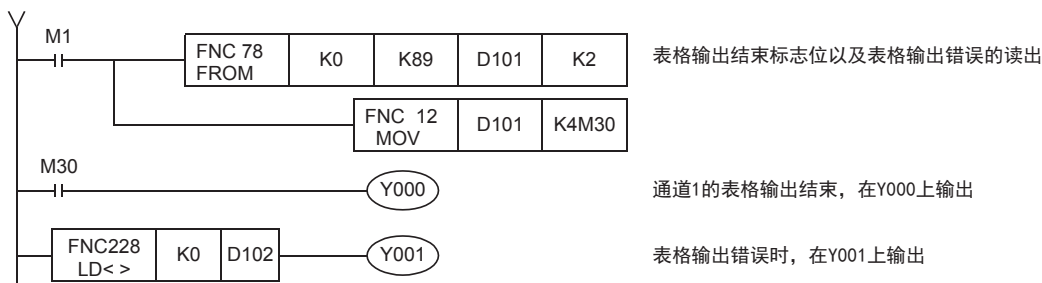 M1
FNC 78 K0 K89 D101 K2 表格输出结束标志位以及表格输出错误的读出
FROM
FNC 12 D101 K4M30
MOV
M30
Y000 通道1的表格输出结束，在Y000上输出
FNC228 K0 D102 Y001 表格输出错误时，在Y001上输出
LD< >